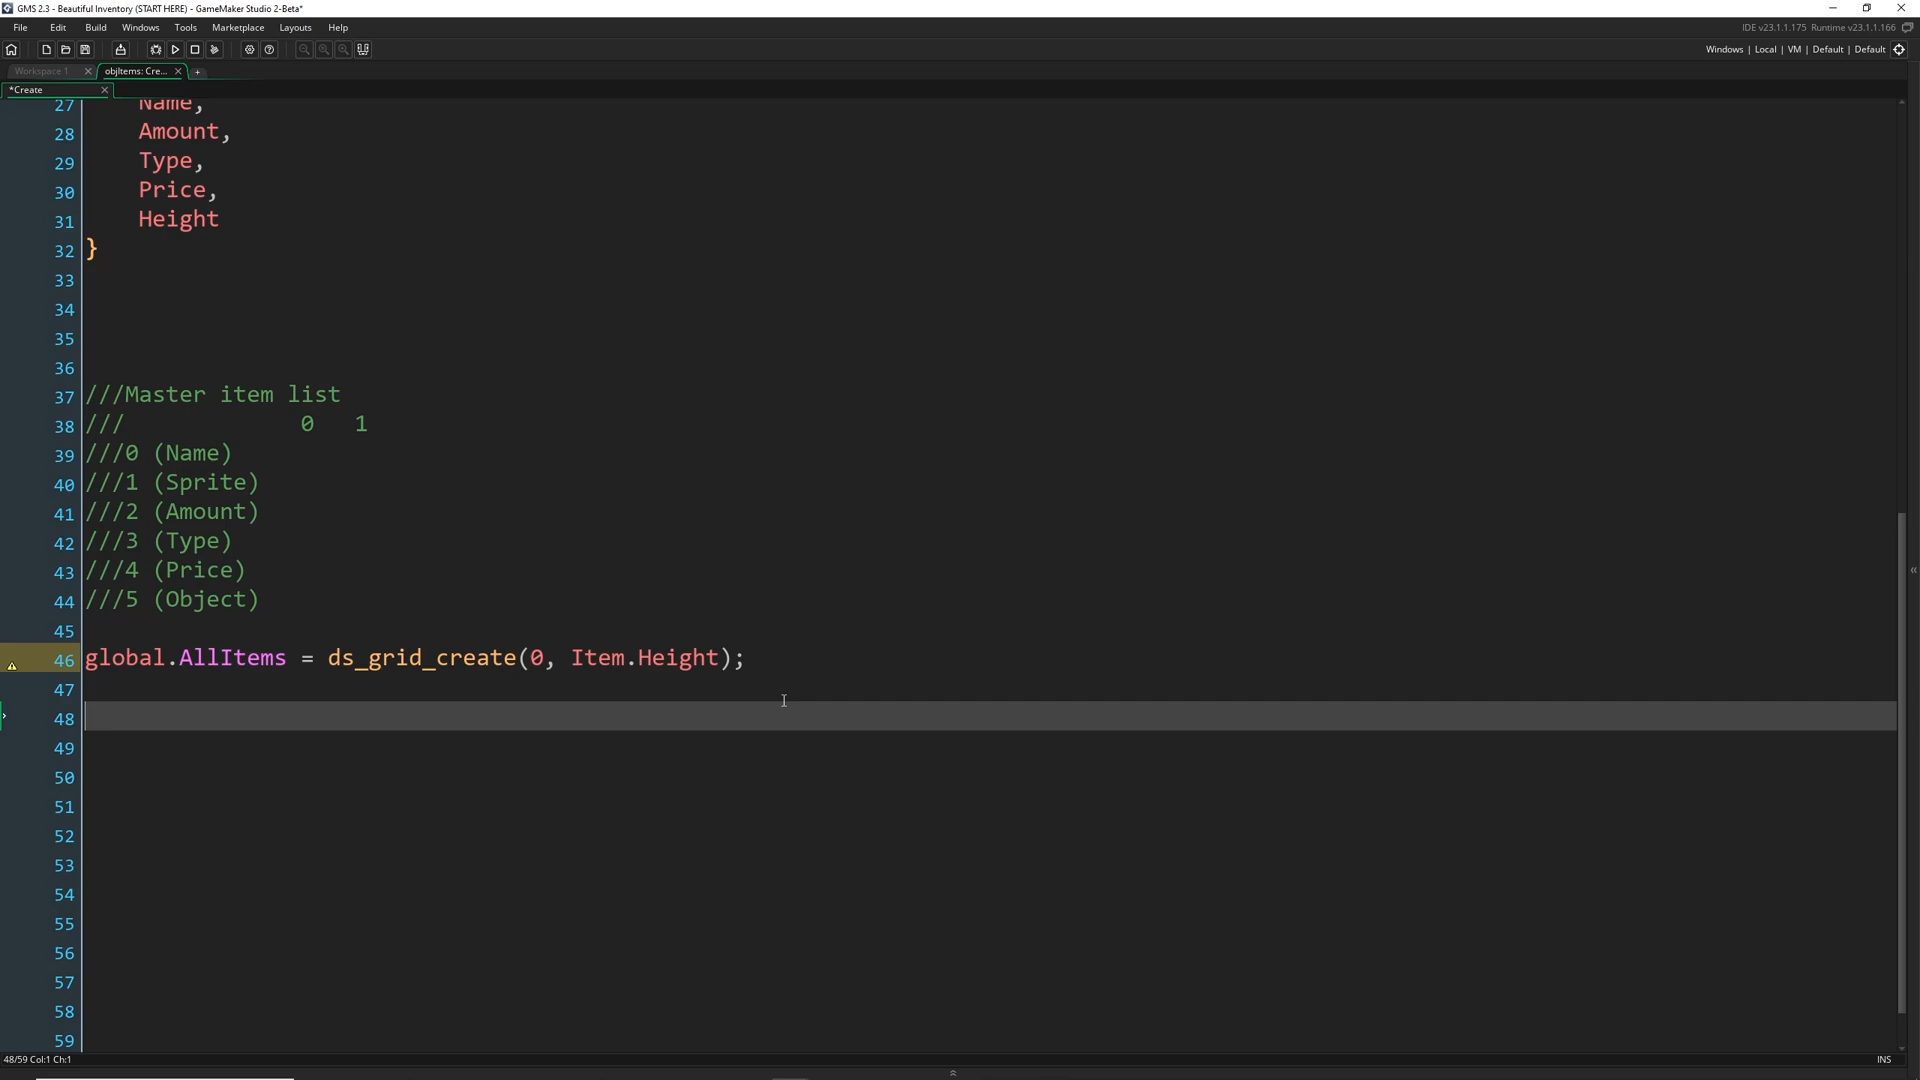 GMS 2.3 - Beautiful Inventory (START HERE) - GameMaker Studio 2-Beta*
File Edit Build Windows Tools Marketplace Layouts Help
IDE v23.1.1.175 Runtime v23.1.1.166
Windows | Local | VM | Default | Default
Workspace 1 objItems: Cre...
*Create
27 Name,
28 Amount,
29 Type,
30 Price,
31 Height
32 }
33
34
35
36
37 ///Master item list
38 /// 0 1
39 ///0 (Name)
40 ///1 (Sprite)
41 ///2 (Amount)
42 ///3 (Type)
43 ///4 (Price)
44 ///5 (Object)
45
46 global.AllItems = ds_grid_create(0, Item.Height);
47
48
49
50
51
52
53
54
55
56
57
58
59
48/59 Col:1 Ch:1 INS